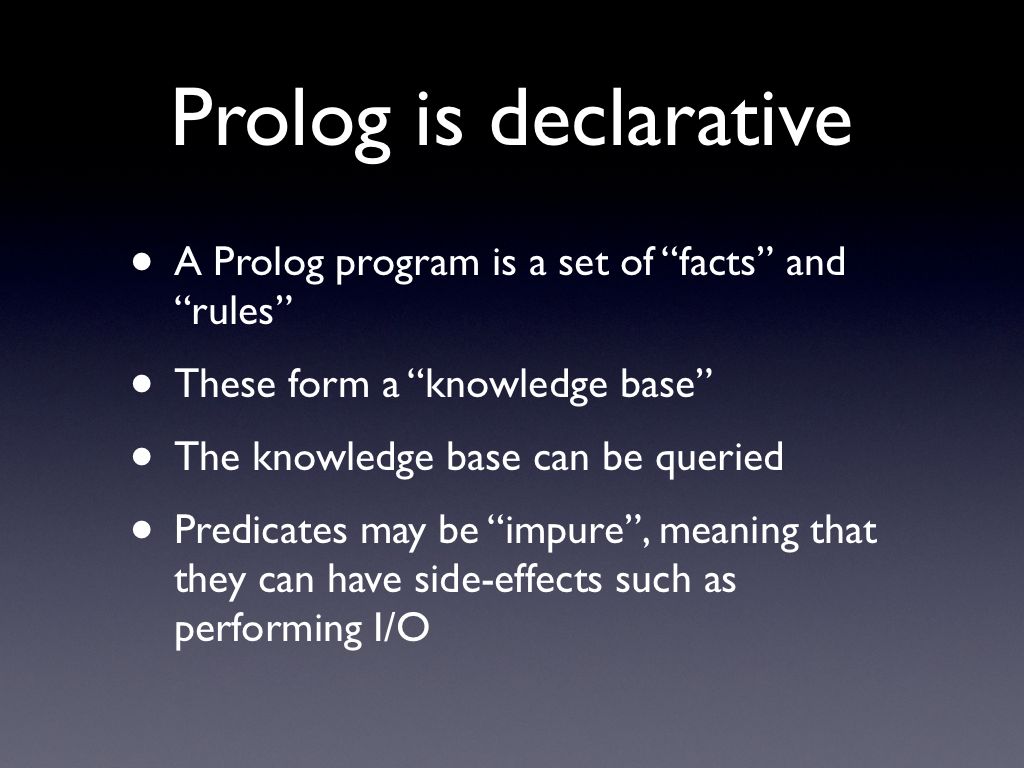 Prolog is declarative
• A Prolog program is a set of “facts” and
“rules”
• These form a “knowledge base”
• The knowledge base can be queried
• Predicates may be “impure”, meaning that
they can have side-effects such as
performing I/O